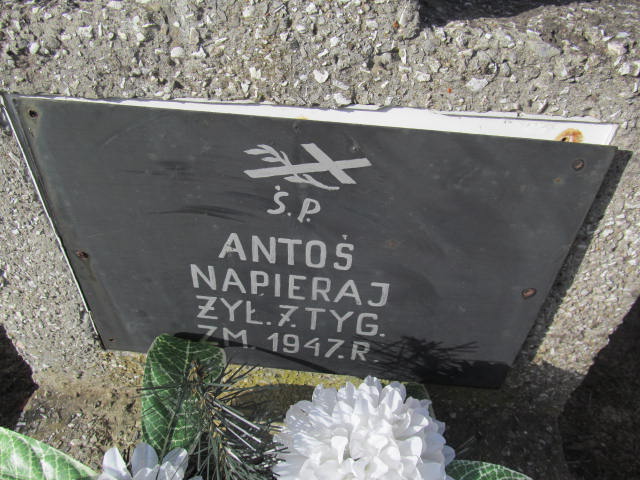 Ś.P.
ANTOŚ
NAPIERAJ
ŻYŁ.7.TYG.
ZM.1947.R.